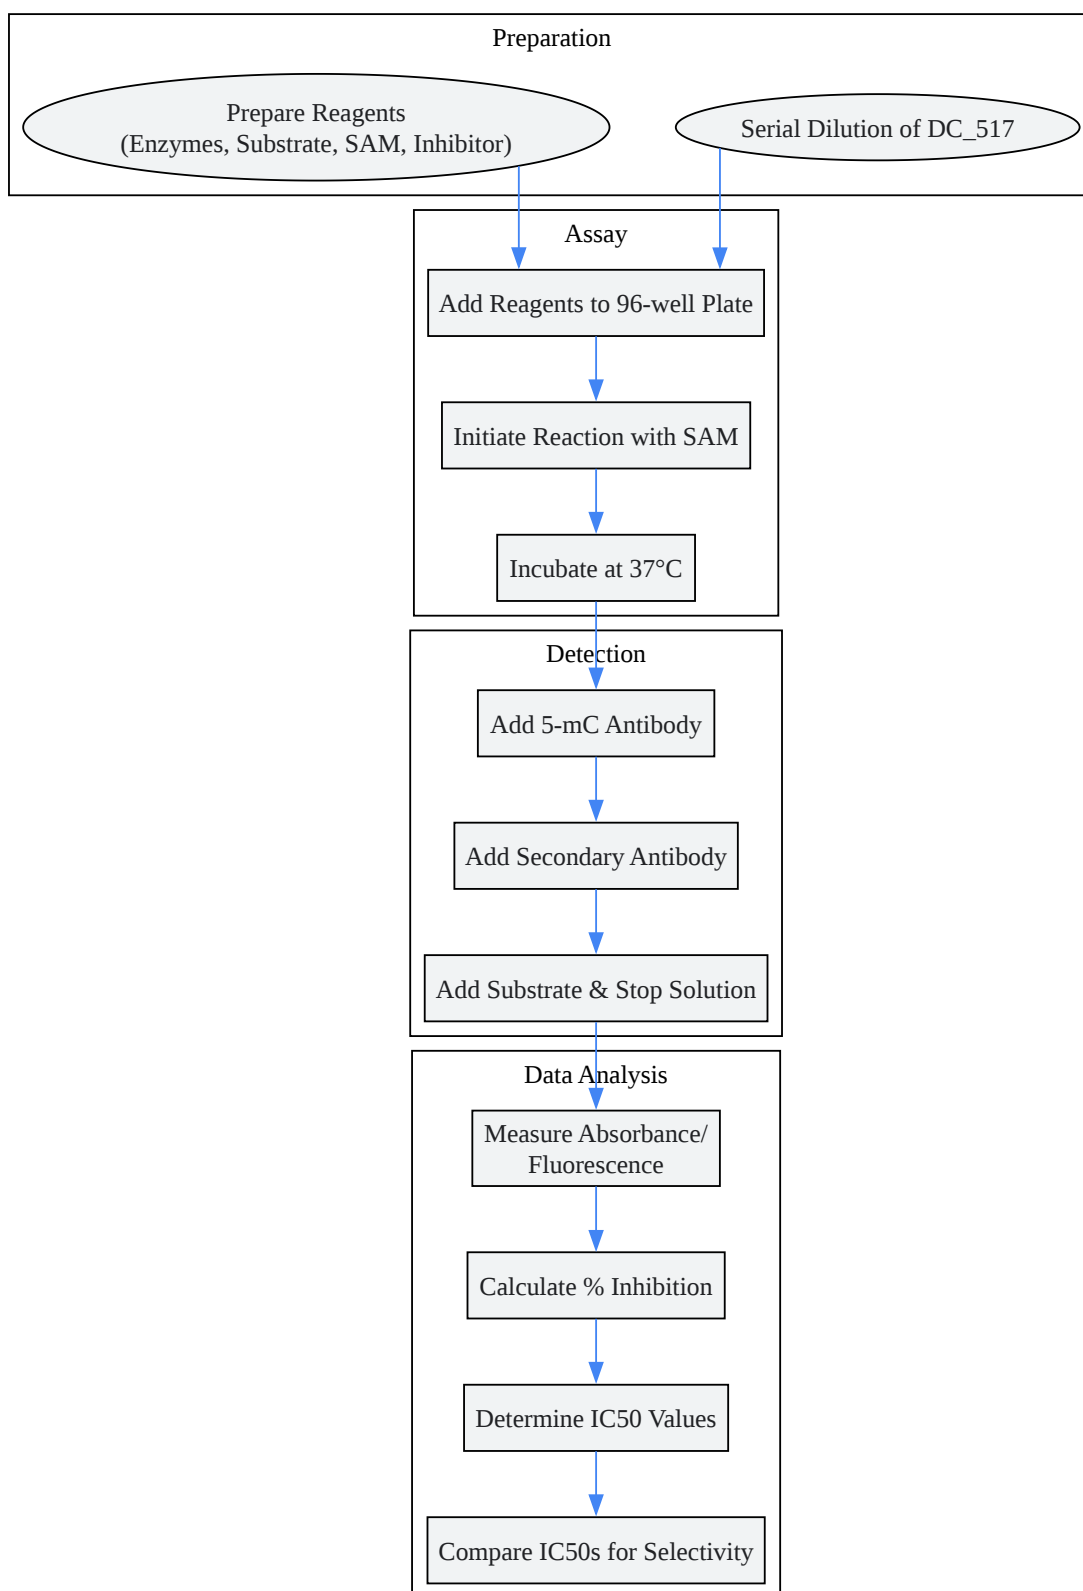 Preparation
Prepare Reagents
(Enzymes, Substrate, SAM, Inhibitor)
Serial Dilution of DC_517
Assay
Add Reagents to 96-well Plate
Initiate Reaction with SAM
Incubate at 37°C
Detection
Add 5-mC Antibody
Add Secondary Antibody
Add Substrate & Stop Solution
Data Analysis
Measure Absorbance/
Fluorescence
Calculate % Inhibition
Determine IC50 Values
Compare IC50s for Selectivity